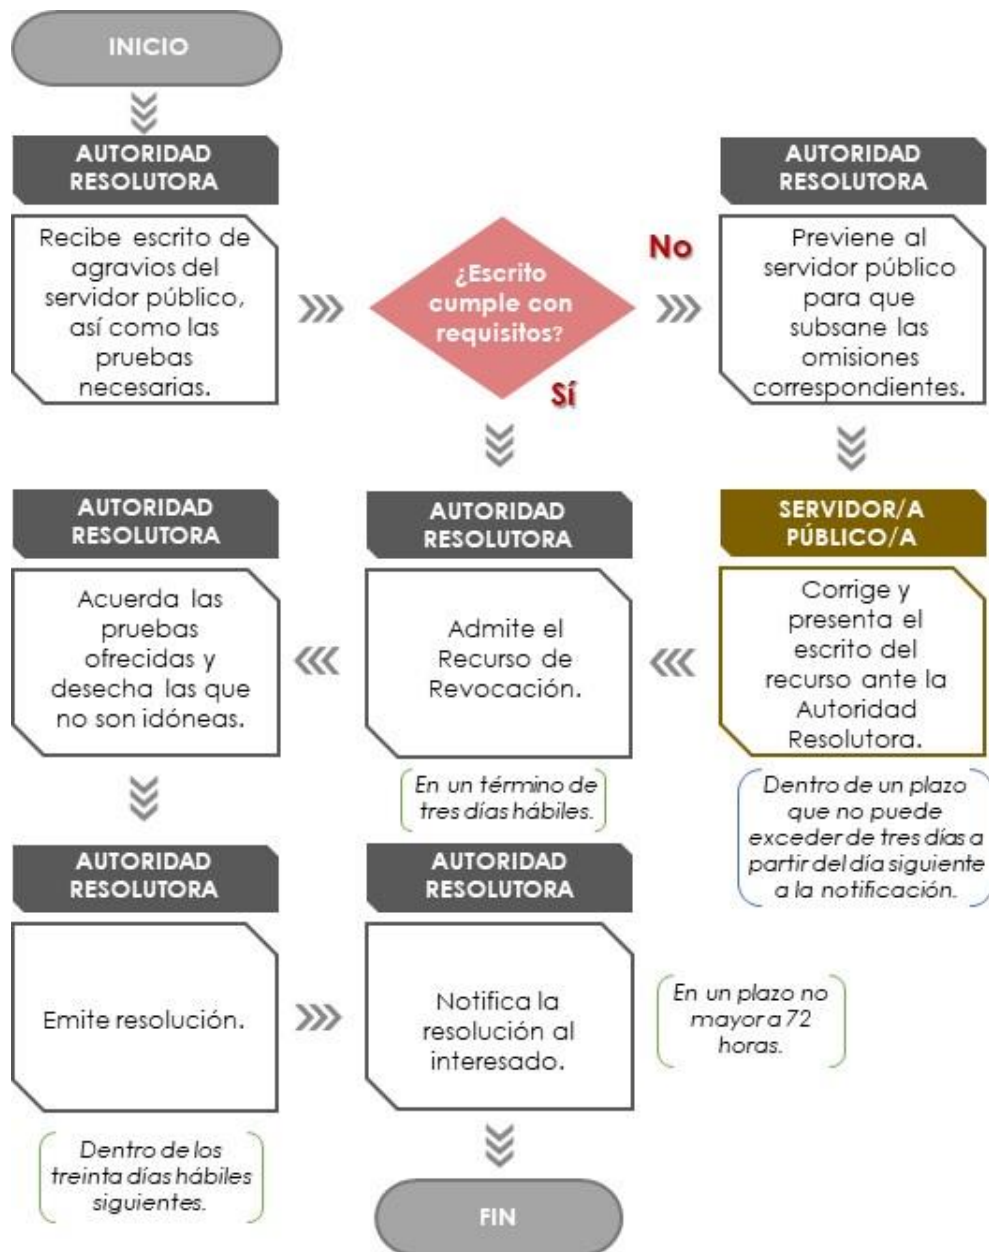 INICIO
AUTORIDAD
RESOLUTORA
Recibe escrito de
agravios del
servidor público,
así como las
pruebas
necesarias.
¿Escrito
cumple con
requisitos?
No
Sí
AUTORIDAD
RESOLUTORA
Previene al
servidor público
para que
subsane las
omisiones
correspondientes.
SERVIDOR/A
PÚBLICO/A
Corrige y
presenta el
escrito del
recurso ante la
Autoridad
Resolutora.
Dentro de un plazo
que no puede
exceder de tres días a
partir del día siguiente
a la notificación.
AUTORIDAD
RESOLUTORA
Admite el
Recurso de
Revocación.
En un término de
tres días hábiles.
AUTORIDAD
RESOLUTORA
Acuerda las
pruebas
ofrecidas y
desecha las que
no son idóneas.
AUTORIDAD
RESOLUTORA
Emite resolución.
Dentro de los
treinta días hábiles
siguientes.
AUTORIDAD
RESOLUTORA
Notifica la
resolución al
interesado.
En un plazo no
mayor a 72
horas.
FIN